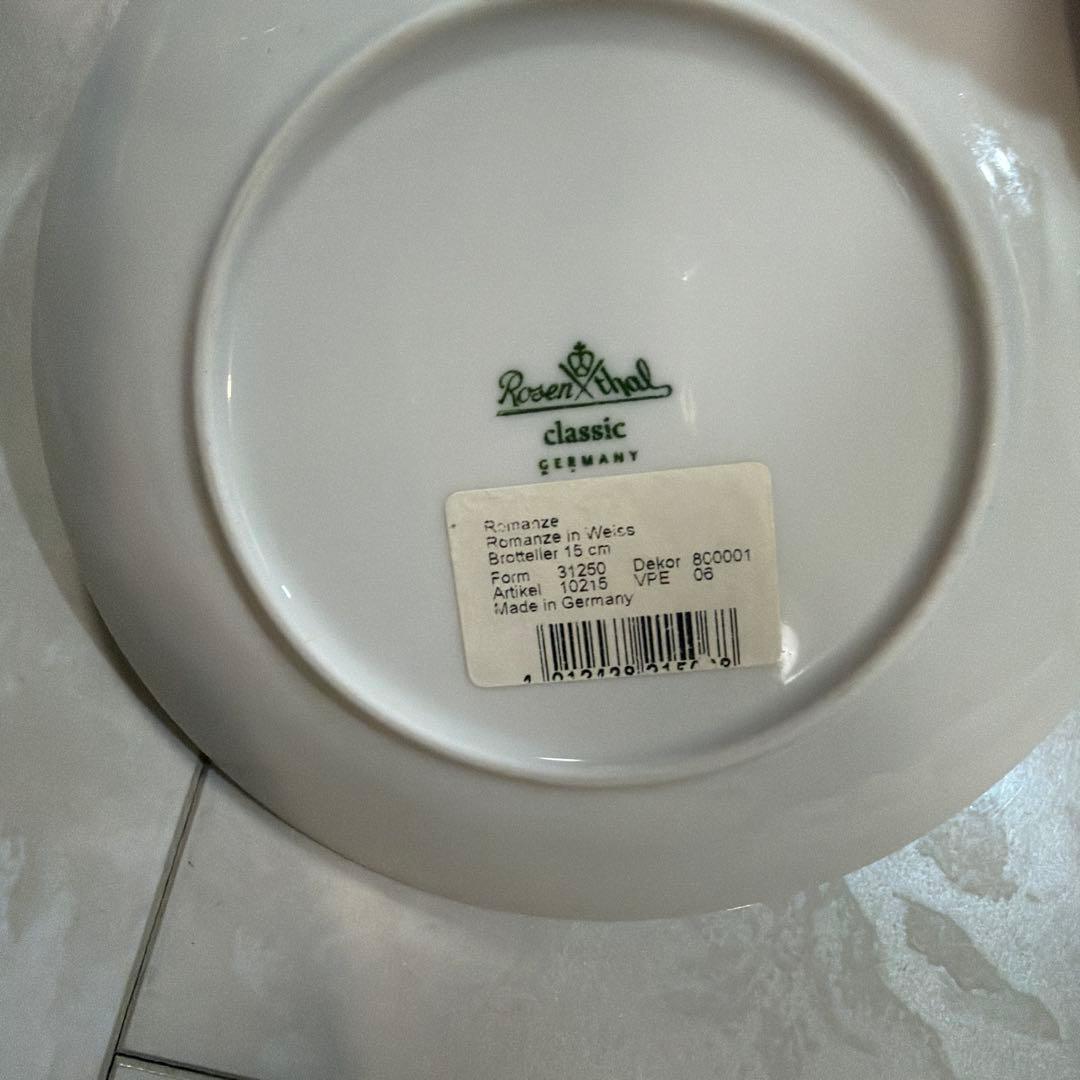 Rosenthal
classic
GERMANY
Romanze
Romanze in Weiss
Brotteller 15 cm
Form 31250 Dekor 800001
Artikel 10215 VPE 06
Made in Germany